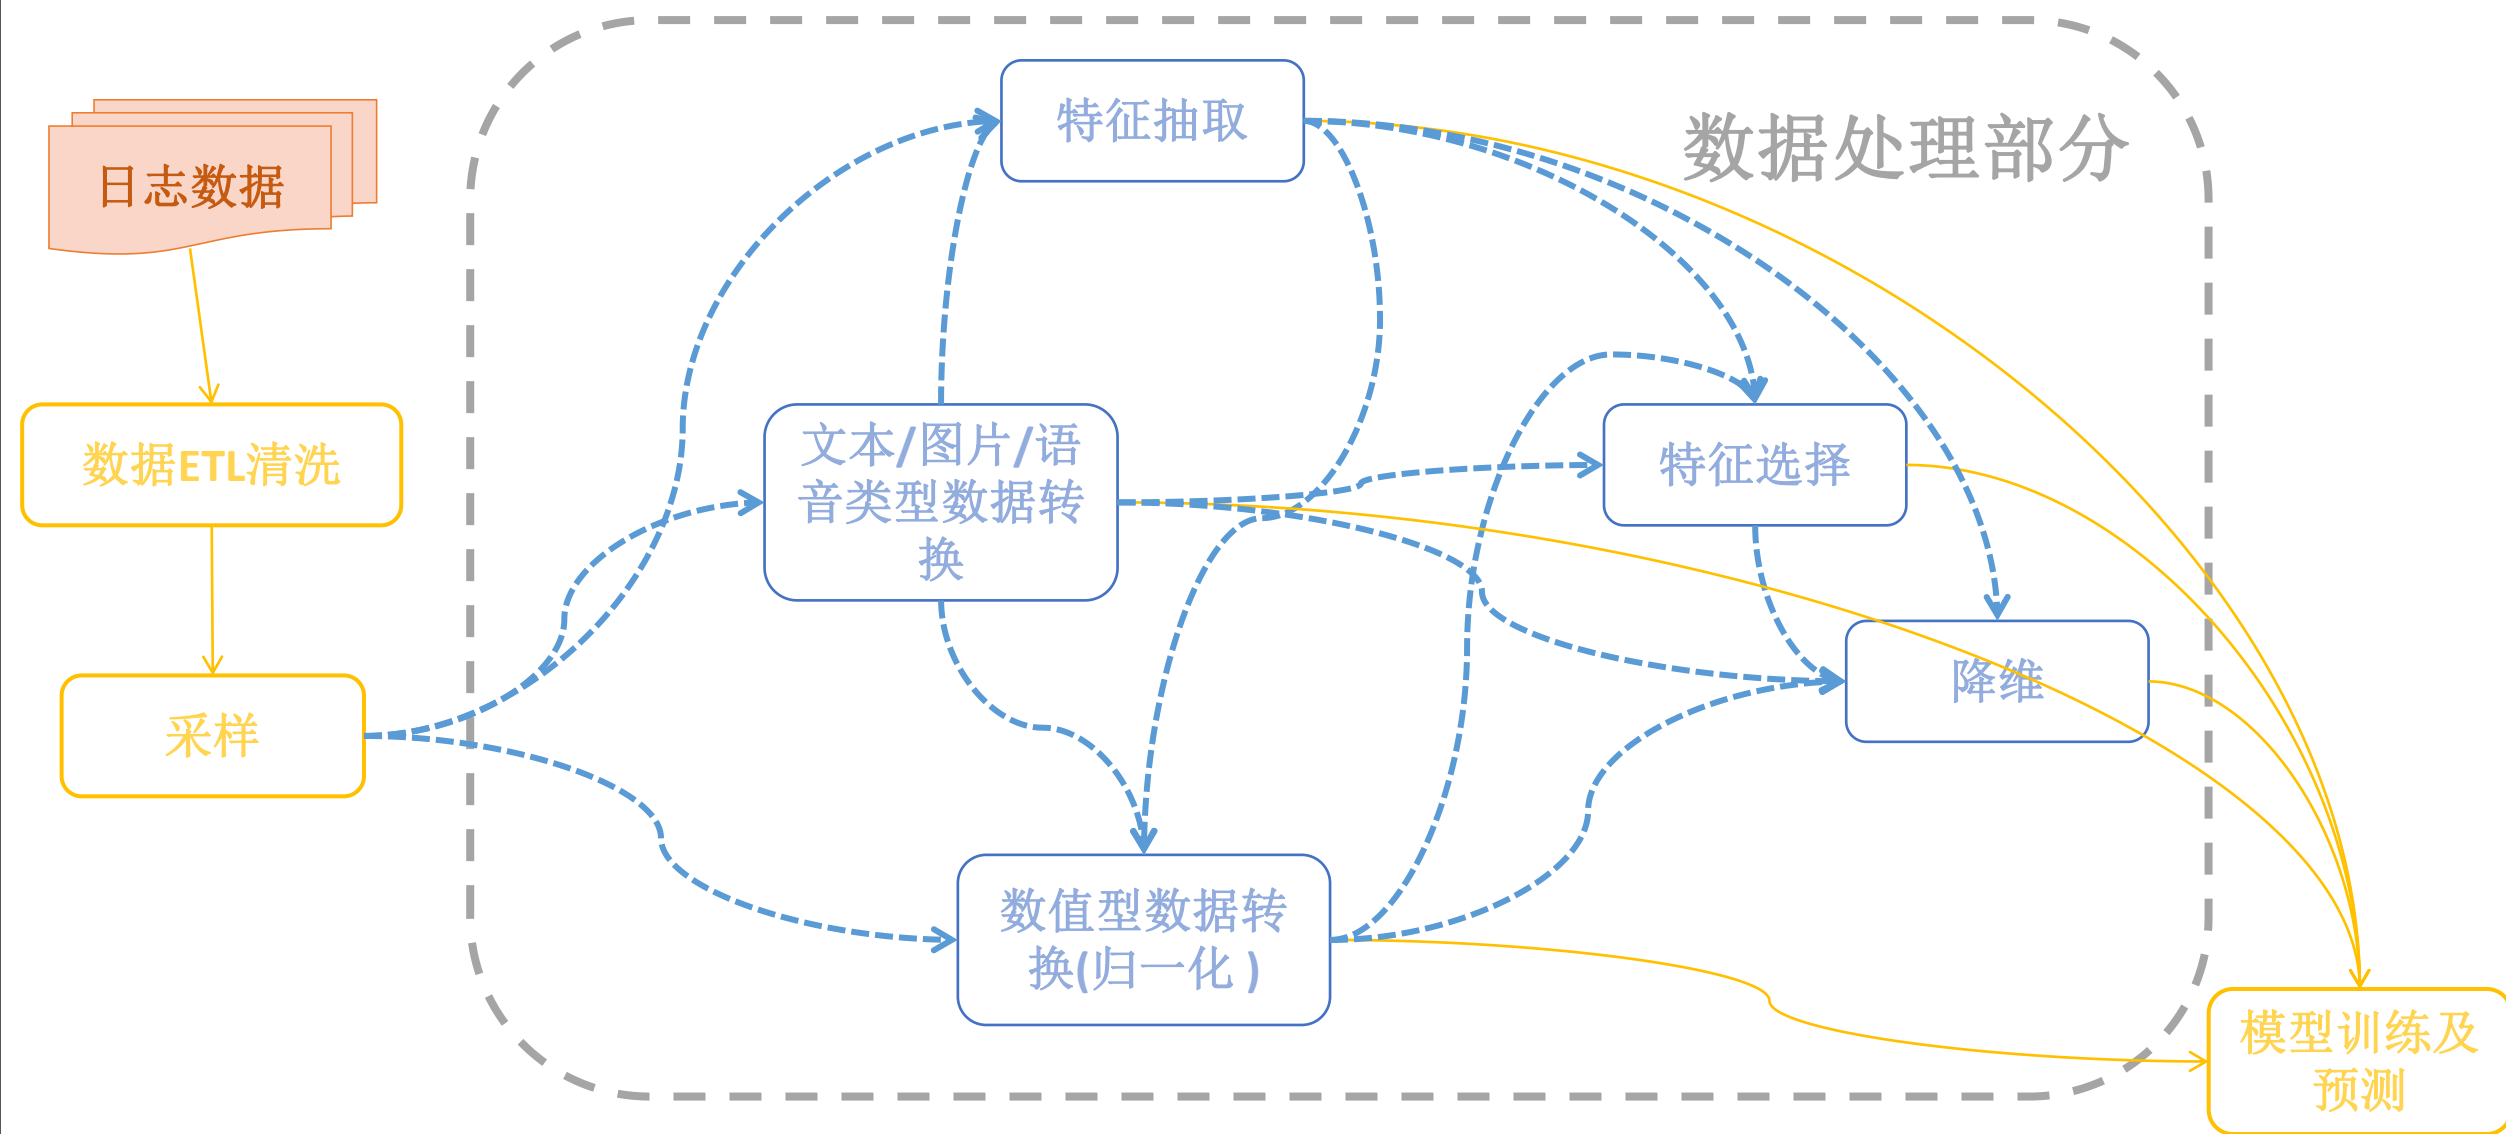 特征抽取
数据处理部分
日志数据
文本/图片/语
音类型数据转
换
数据ETL清洗
特征选择
降维
采样
数值型数据转
换(归一化)
模型训练及
预测